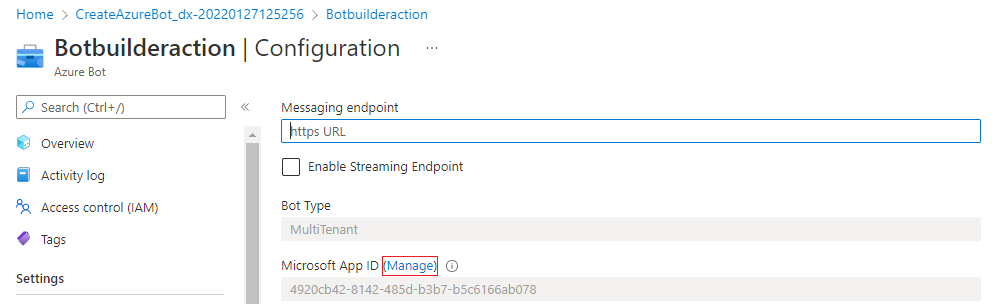 Home > CreateAzureBot_dx-20220127125256 > Botbuilderaction
Botbuilderaction | Configuration ...
Azure Bot
Search (Ctrl+/) «
Overview
Activity log
Access control (IAM)
Tags
Settings
Messaging endpoint
https URL
Enable Streaming Endpoint
Bot Type
MultiTenant
Microsoft App ID (Manage)
4920cb42-8142-485d-b3b7-b5c6166ab078